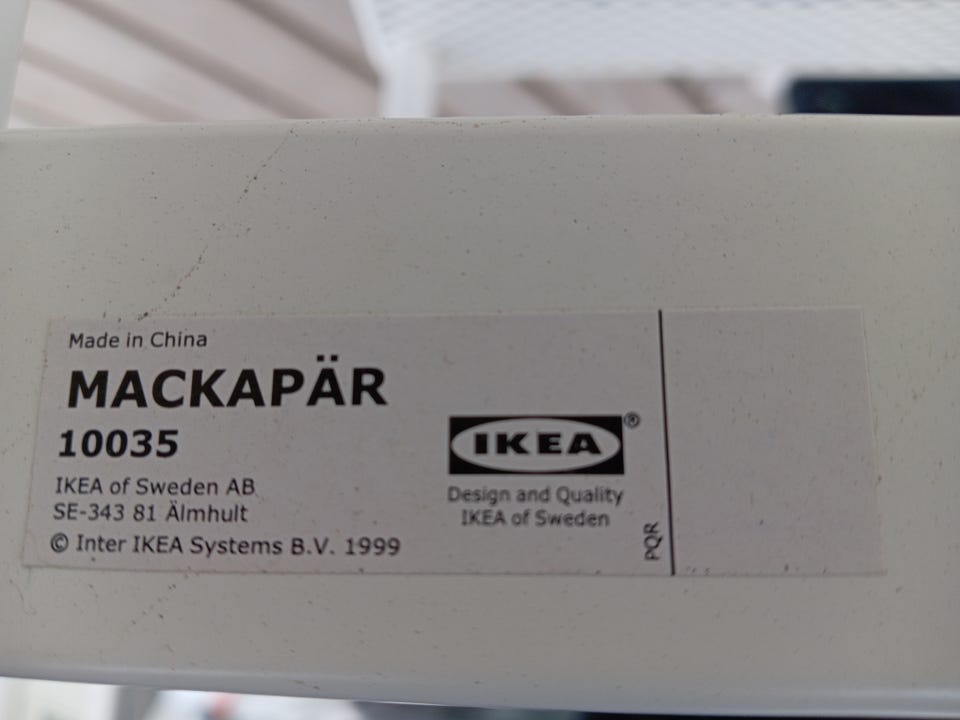 Made in China
MACKAPÄR
10035
IKEA of Sweden AB
SE-343 81 Älmhult
© Inter IKEA Systems B.V. 1999
IKEA®
Design and Quality
IKEA of Sweden
PQR